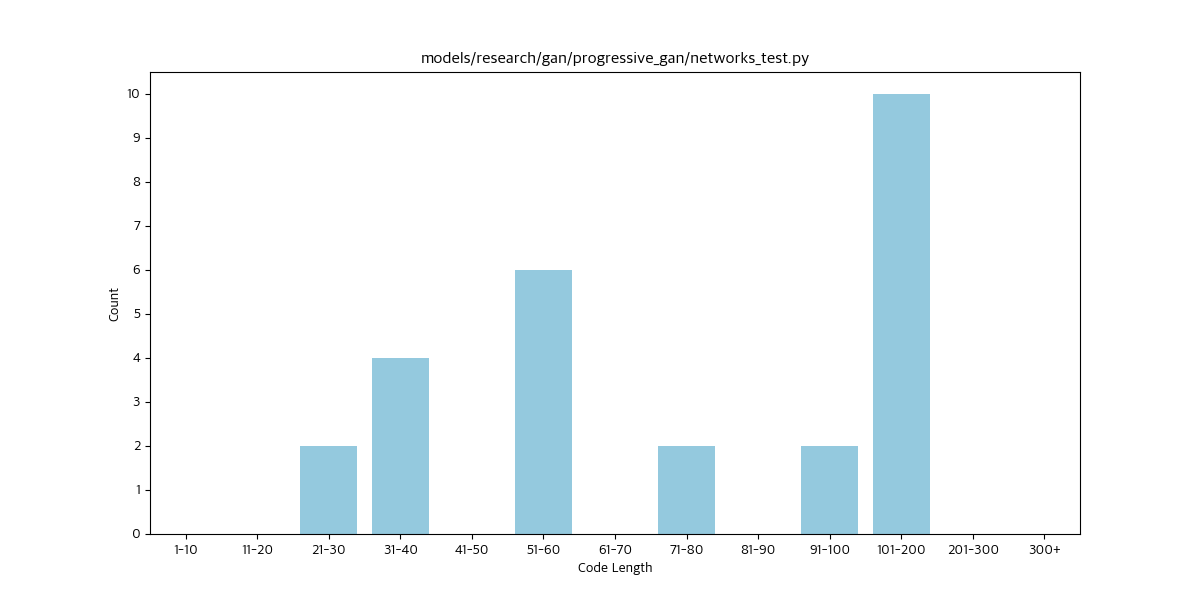 models/research/gan/progressive_gan/networks_test.py
10
9
8
7
6
5
4
3
2
1
0
Count
1-10 11-20 21-30 31-40 41-50 51-60 61-70 71-80 81-90 91-100 101-200 201-300 300+
Code Length